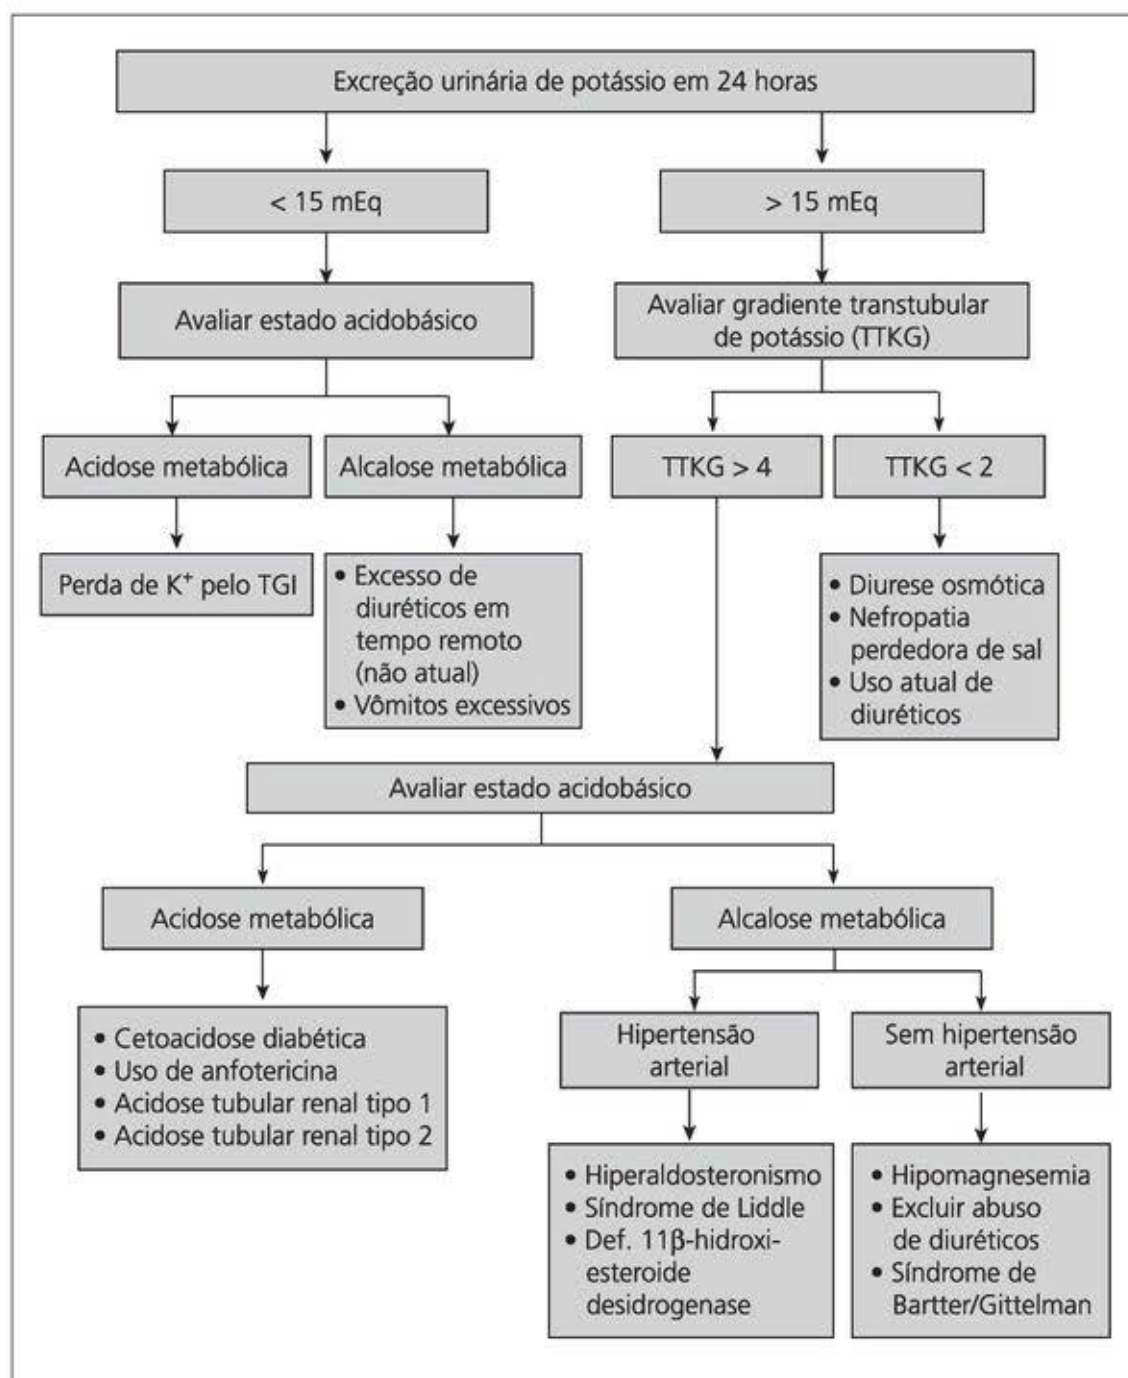 Excreção urinária de potássio em 24 horas
< 15 mEq
> 15 mEq
Avaliar estado acidobásico
Avaliar gradiente transtubular
de potássio (TTKG)
Acidose metabólica
Alcalose metabólica
TTKG > 4
TTKG < 2
Perda de K⁺ pelo TGI
• Excesso de
diuréticos em
tempo remoto
(não atual)
• Vômitos excessivos
• Diurese osmótica
• Nefropatia
perdedora de sal
• Uso atual de
diuréticos
Avaliar estado acidobásico
Acidose metabólica
Alcalose metabólica
• Cetoacidose diabética
• Uso de anfotericina
• Acidose tubular renal tipo 1
• Acidose tubular renal tipo 2
Hipertensão
arterial
Sem hipertensão
arterial
• Hiperaldosteronismo
• Síndrome de Liddle
• Def. 11β-hidroxi-
esteroide
desidrogenase
• Hipomagnesemia
• Excluir abuso
de diuréticos
• Síndrome de
Bartter/Gittelman